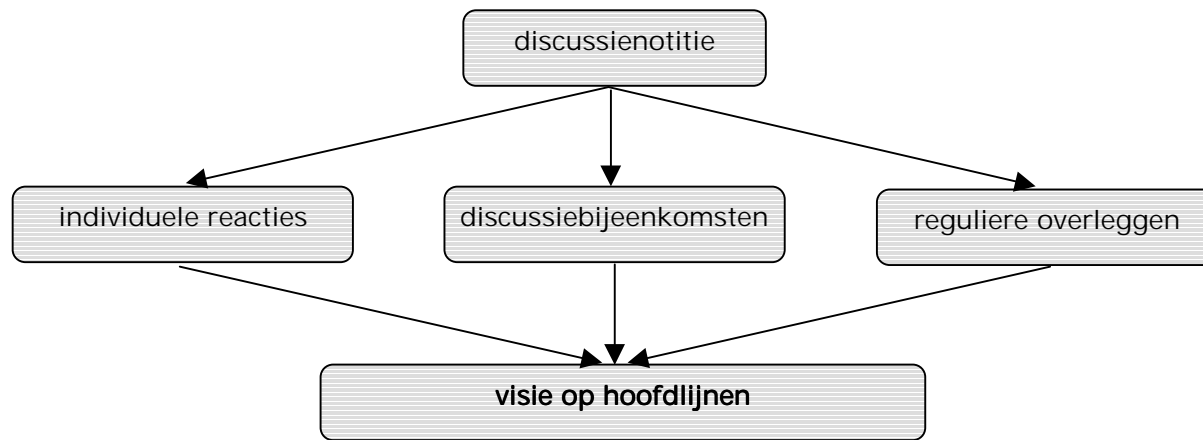 discussienotitie
individuele reacties
discussiebijeenkomsten
reguliere overleggen
visie op hoofdlijnen